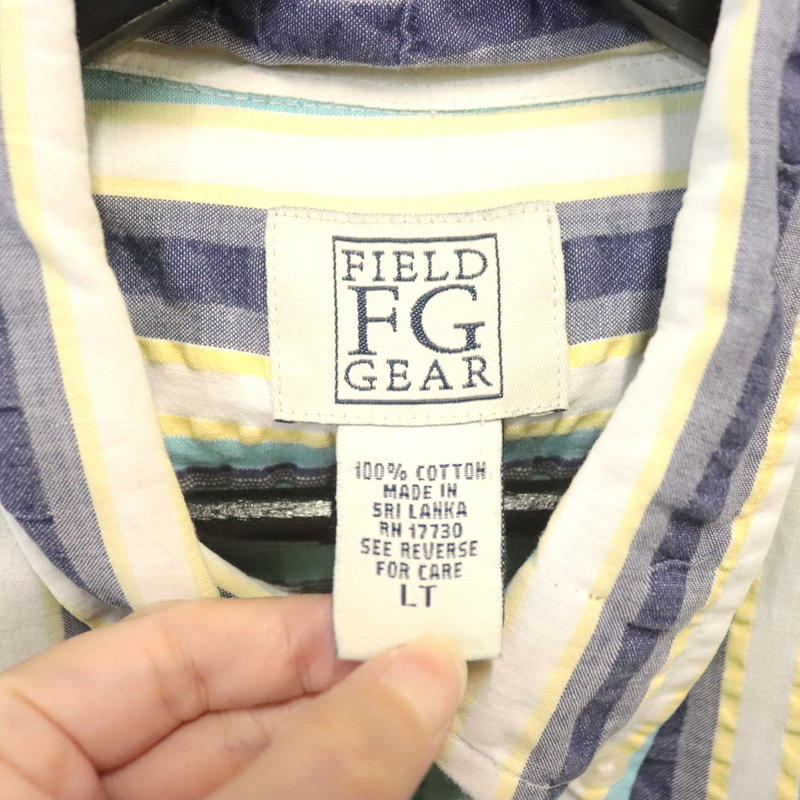 FIELD
FG
GEAR
100% COTTON
MADE IN
SRI LANKA
RN 17730
SEE REVERSE
FOR CARE
LT